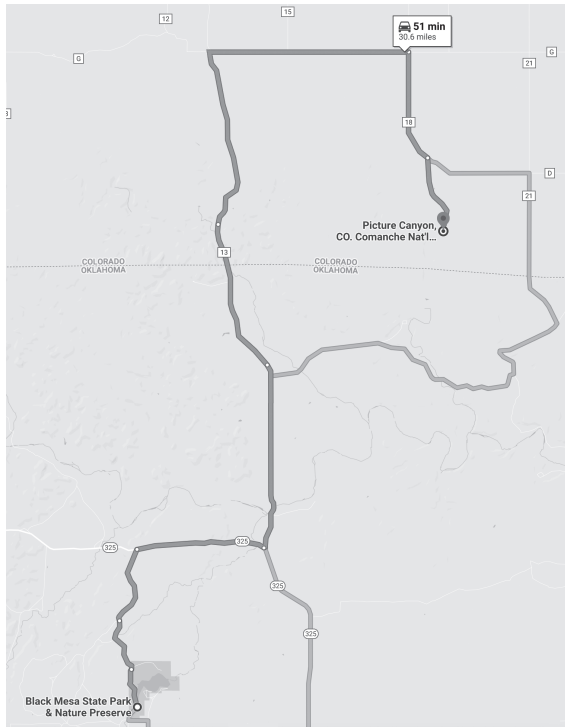 12
15
51 min
30.6 miles
G
G
21
18
D
21
Picture Canyon,
CO. Comanche Nat'l...
13
COLORADO
OKLAHOMA
COLORADO
OKLAHOMA
325
325
325
325
Black Mesa State Park
& Nature Preserve